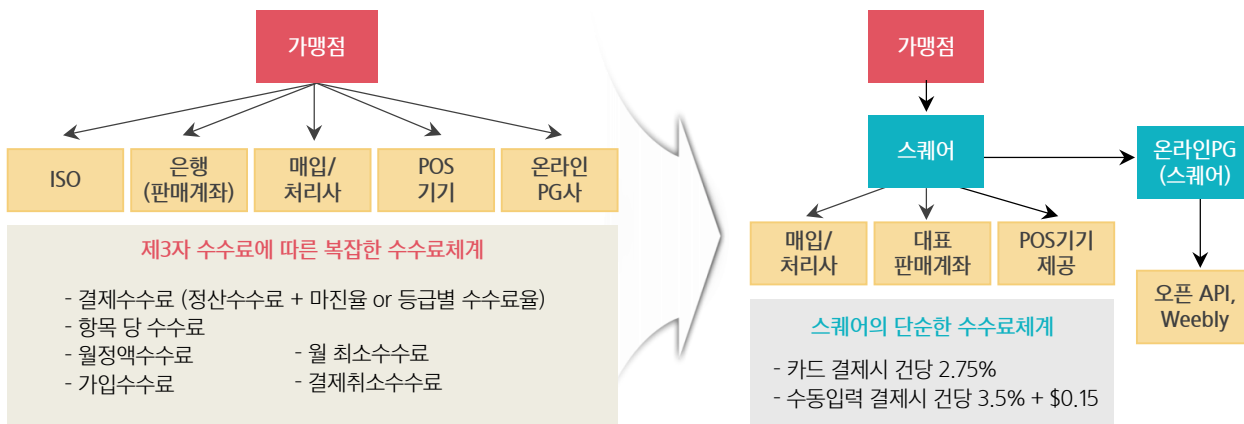 가맹점
ISO
은행
(판매계좌)
매입/
처리사
POS
기기
온라인
PG사
제3자 수수료에 따른 복잡한 수수료체계
- 결제수수료 (정산수수료 + 마진율 or 등급별 수수료율)
- 항목 당 수수료
- 월정액수수료
- 월 최소수수료
- 가입수수료
- 결제취소수수료
가맹점
스퀘어
온라인PG
(스퀘어)
매입/
처리사
대표
판매계좌
POS기기
제공
오픈 API,
Weebly
스퀘어의 단순한 수수료체계
- 카드 결제시 건당 2.75%
- 수동입력 결제시 건당 3.5% + $0.15